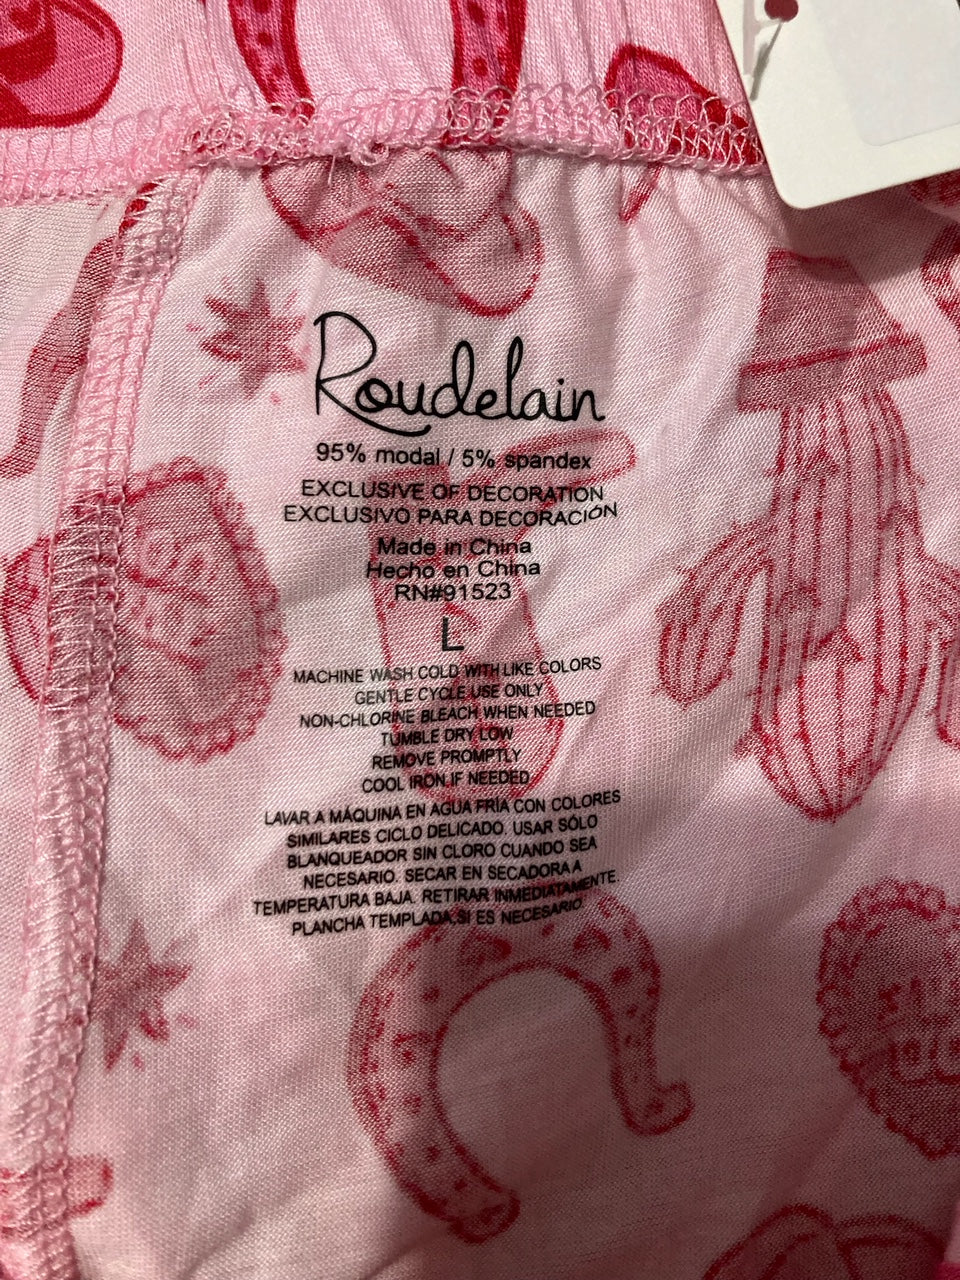 Roudelain
95% modal / 5% spandex
EXCLUSIVE OF DECORATION
EXCLUSIVO PARA DECORACIÓN
Made in China
Hecho en China
RN#91523
L
MACHINE WASH COLD WITH LIKE COLORS
GENTLE CYCLE USE ONLY
NON-CHLORINE BLEACH WHEN NEEDED
TUMBLE DRY LOW
REMOVE PROMPTLY
COOL IRON IF NEEDED
LAVAR A MÁQUINA EN AGUA FRÍA CON COLORES
SIMILARES CICLO DELICADO. USAR SÓLO
BLANQUEADOR SIN CLORO CUANDO SEA
NECESARIO. SECAR EN SECADORA A
TEMPERATURA BAJA. RETIRAR INMEDIATAMENTE.
PLANCHA TEMPLADA,SI ES NECESARIO.